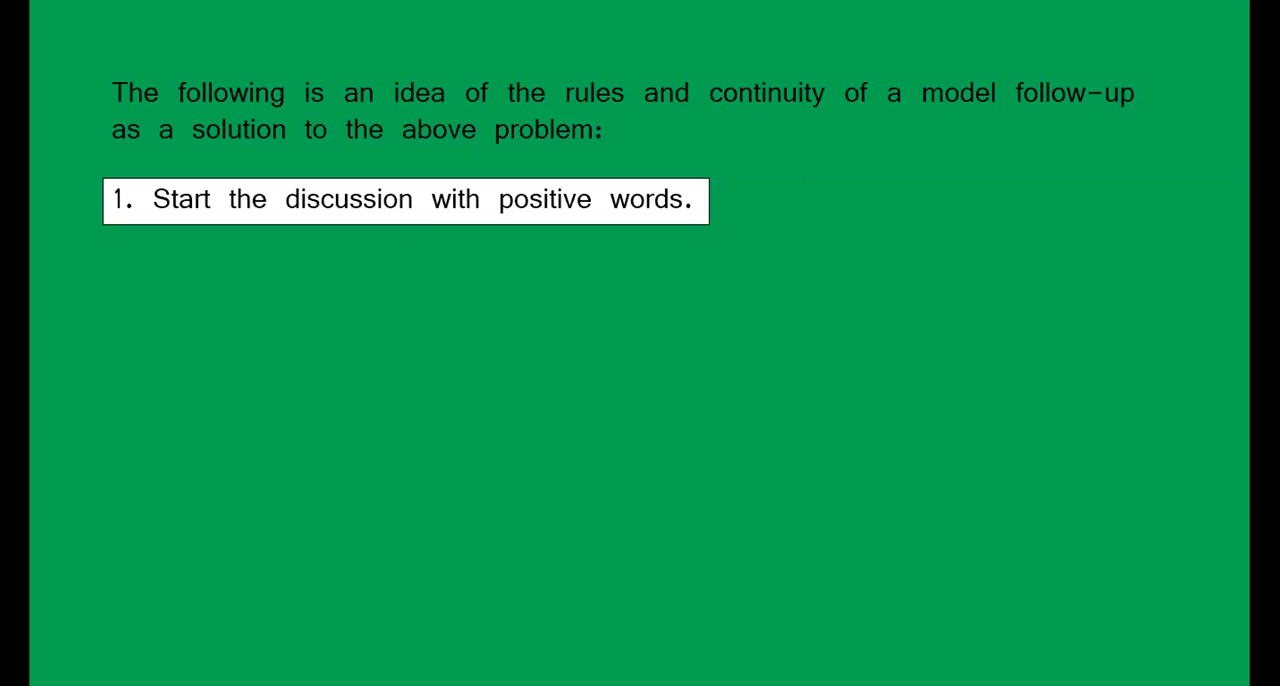 The following is an idea of the rules and continuity of a model follow-up
as a solution to the above problem:
1. Start the discussion with positive words.